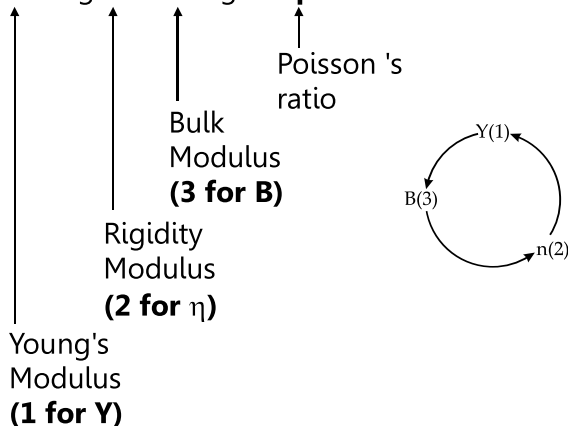 Poisson 's
ratio
Bulk
Modulus
(3 for B)
Rigidity
Modulus
(2 for η)
Young's
Modulus
(1 for Y)
Y(1)
B(3)
n(2)